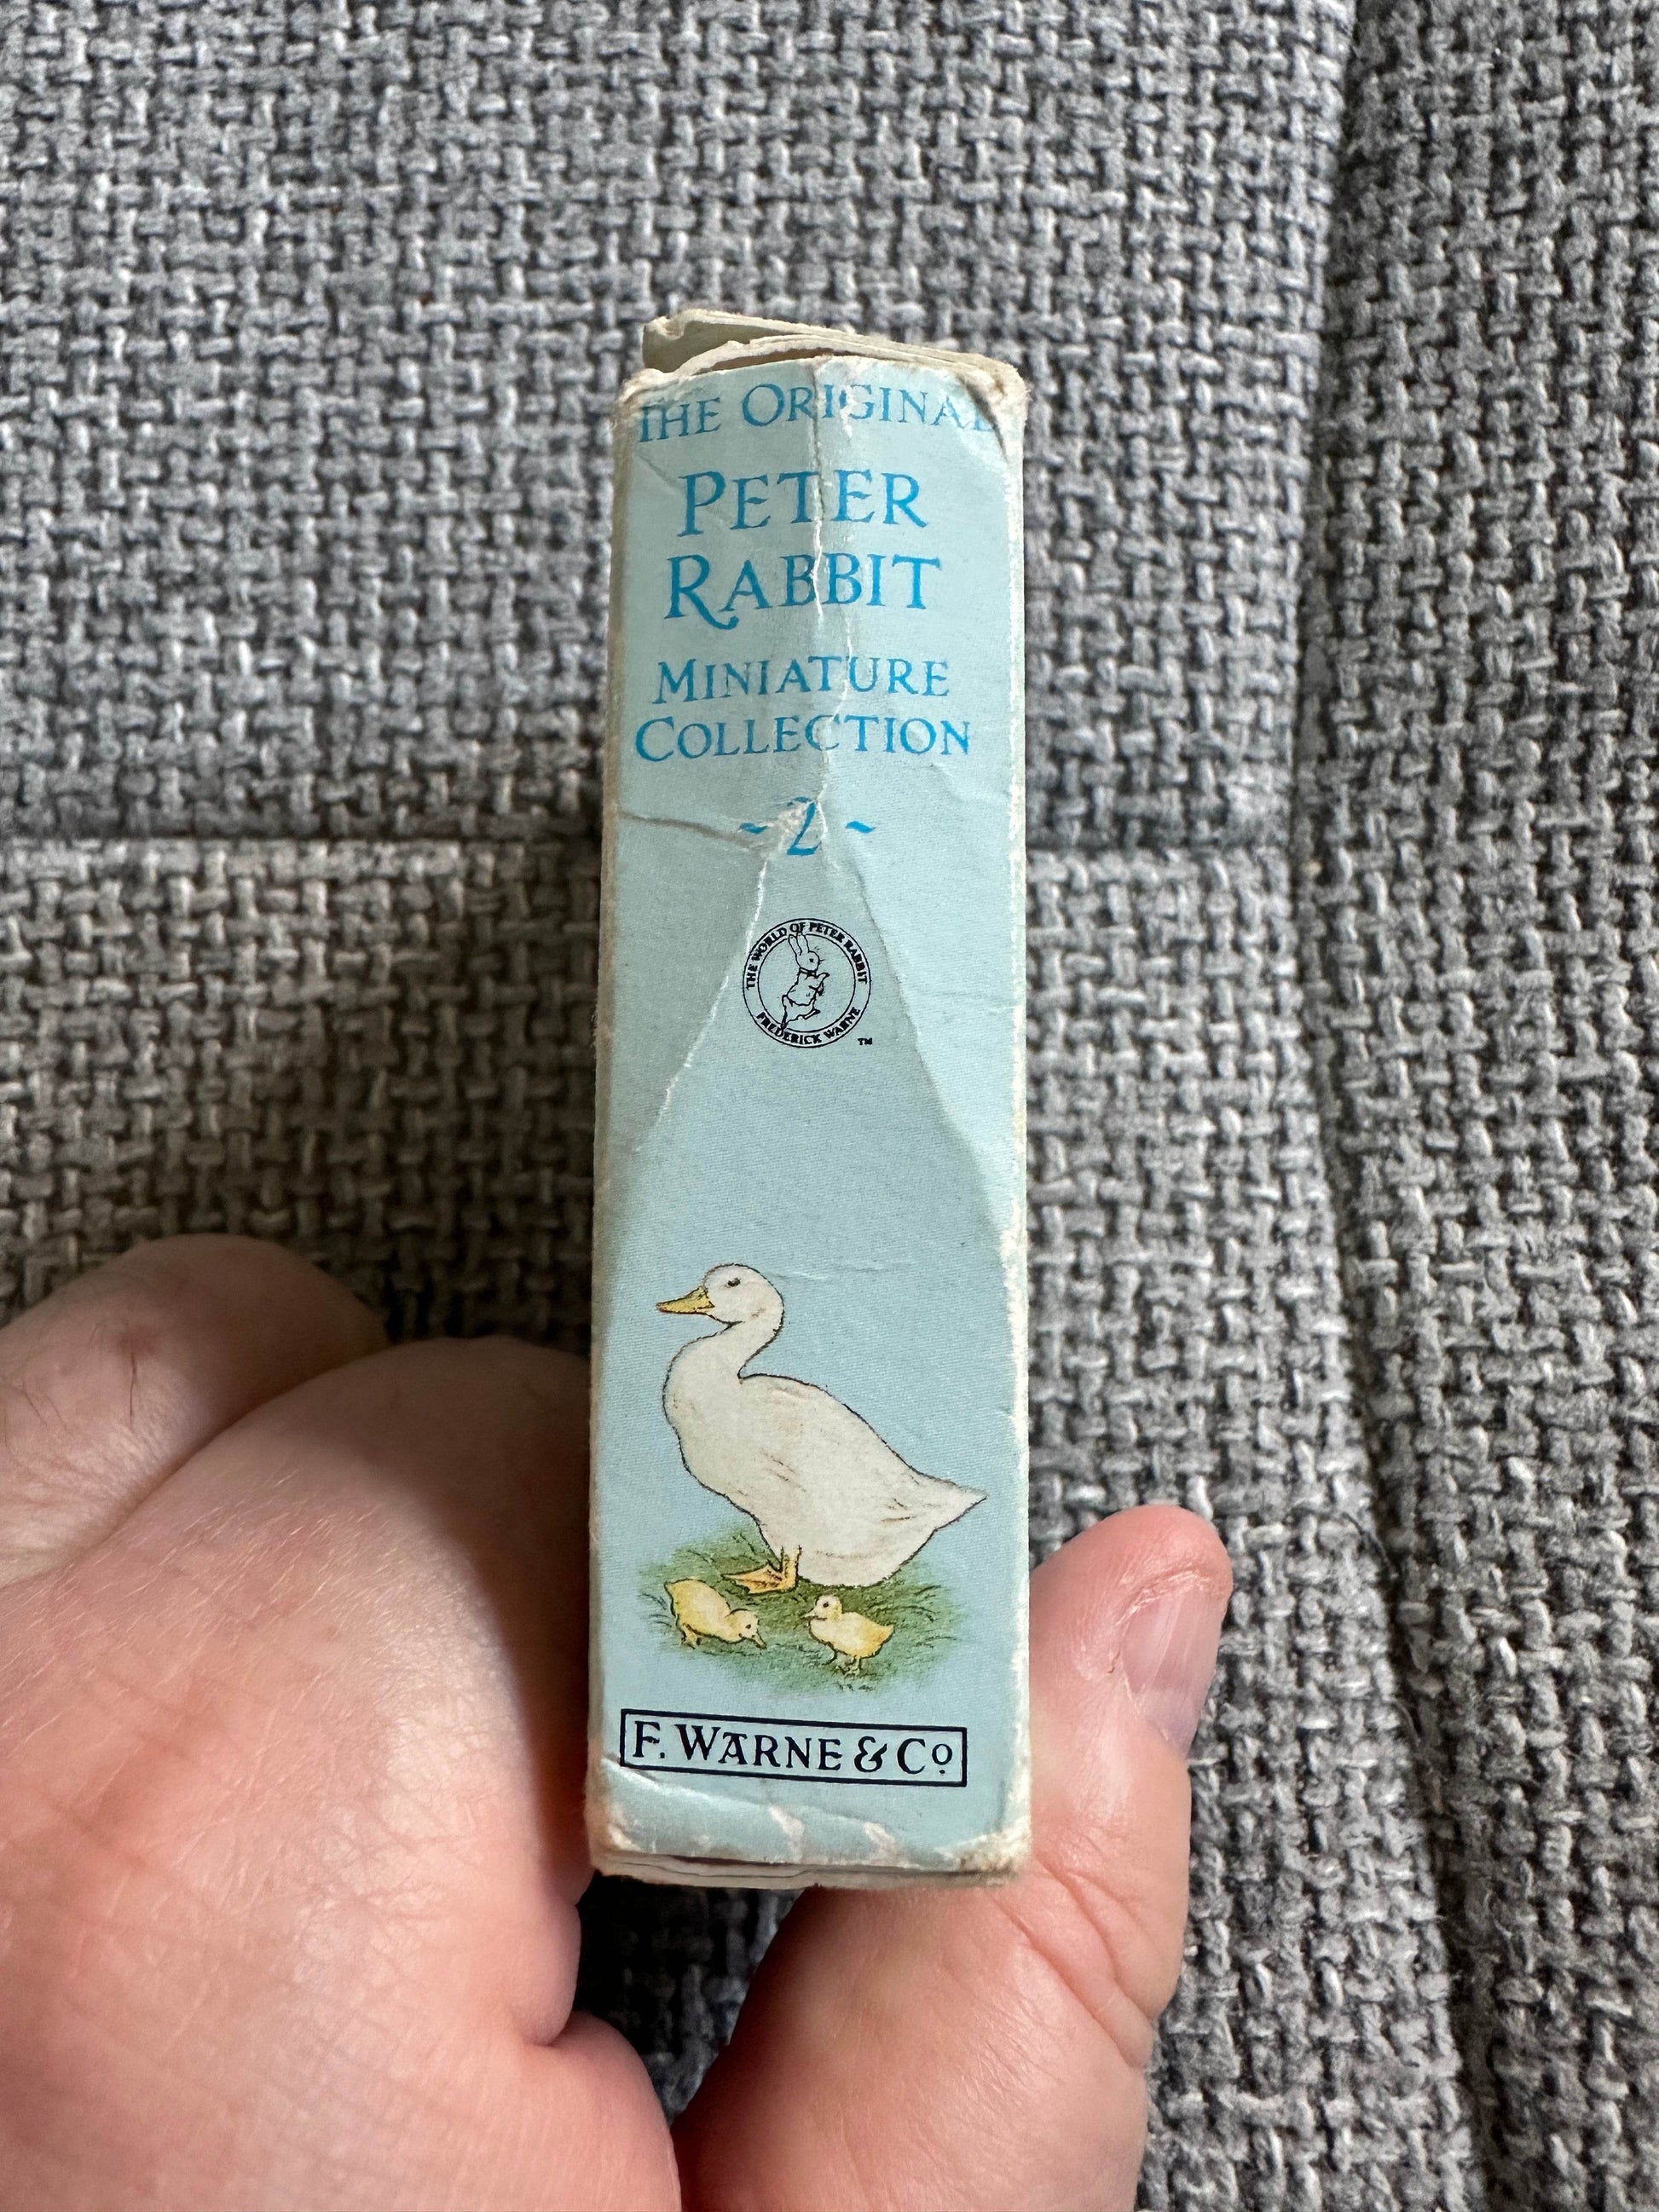 THE ORIGINAL
PETER
RABBIT
MINIATURE
COLLECTION
~2~
THE WORLD OF PETER RABBIT
FREDERICK WARNE
™
F. WARNE & Co.